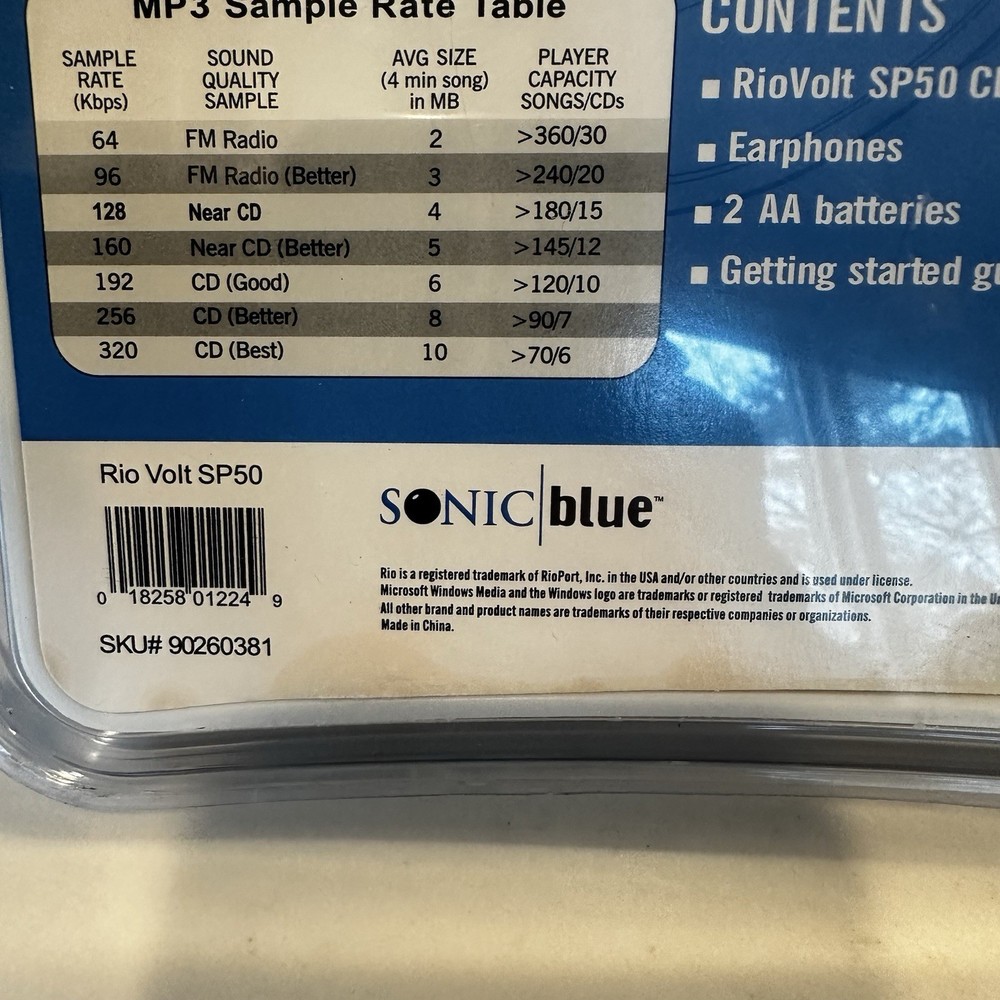 MP3 Sample Rate Table
SAMPLE RATE (Kbps) SOUND QUALITY SAMPLE AVG SIZE (4 min song) in MB PLAYER CAPACITY SONGS/CDs
64 FM Radio 2 >360/30
96 FM Radio (Better) 3 >240/20
128 Near CD 4 >180/15
160 Near CD (Better) 5 >145/12
192 CD (Good) 6 >120/10
256 CD (Better) 8 >90/7
320 CD (Best) 10 >70/6
CONTENTS
■ RioVolt SP50
■ Earphones
■ 2 AA batteries
■ Getting started
Rio Volt SP50
0 18258 01224 9
SKU# 90260381
SONIC|blue™
Rio is a registered trademark of RioPort, Inc. in the USA and/or other countries and is used under license.
Microsoft Windows Media and the Windows logo are trademarks or registered trademarks of Microsoft Corporation in the
All other brand and product names are trademarks of their respective companies or organizations.
Made in China.